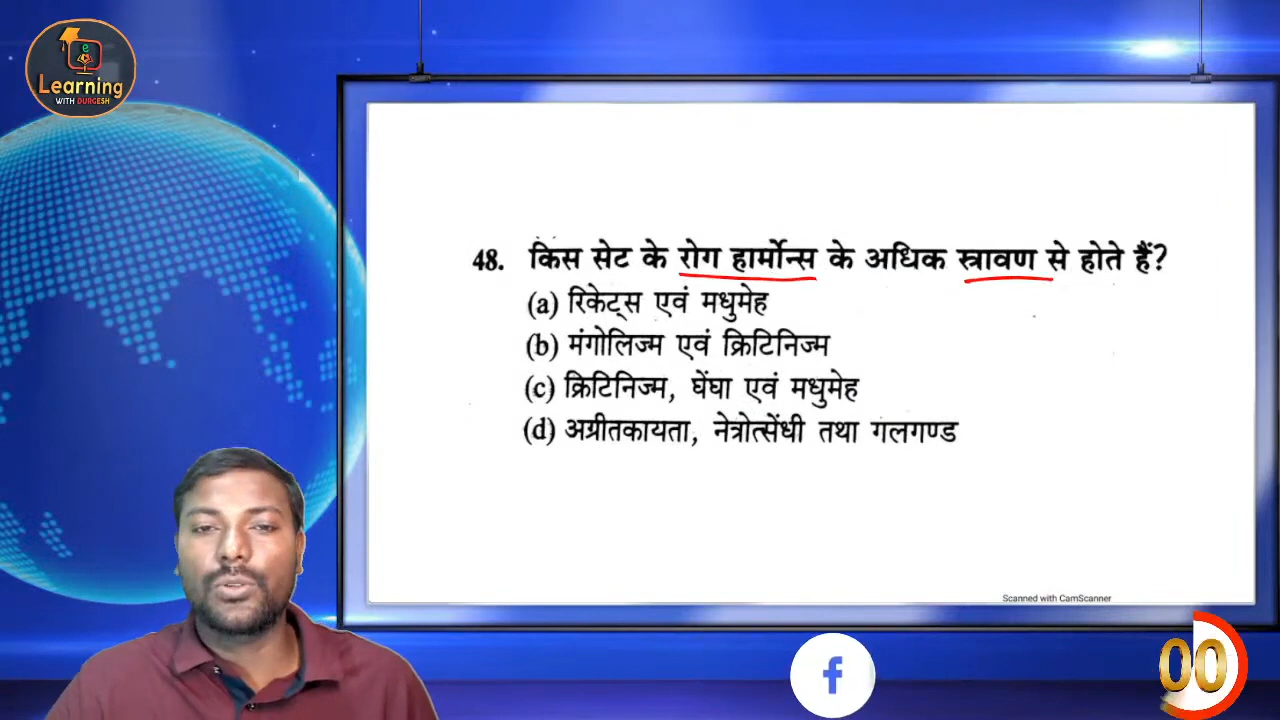 e
Learning
WITH DURGESH
48. किस सेट के रोग हार्मोन्स के अधिक स्त्रावण से होते हैं?
(a) रिकेट्स एवं मधुमेह
(b) मंगोलिज्म एवं क्रिटिनिज्म
(c) क्रिटिनिज्म, घेंघा एवं मधुमेह
(d) अग्रीतकायता, नेत्रोत्सेंधी तथा गलगण्ड
Scanned with CamScanner
f
00